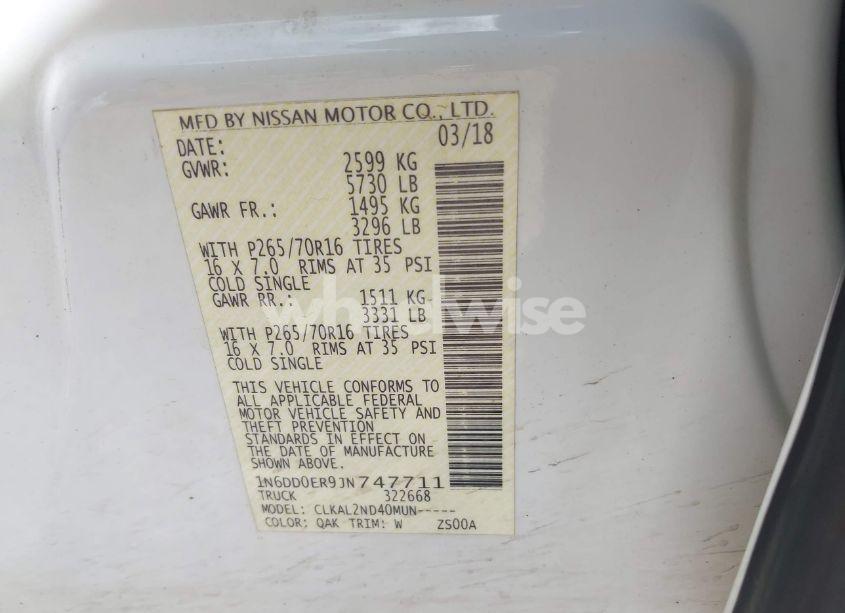 MFD BY NISSAN MOTOR CO., LTD.
DATE: 03/18
GVWR: 2599 KG
5730 LB
GAWR FR.: 1495 KG
3296 LB
WITH P265/70R16 TIRES
16 X 7.0 RIMS AT 35 PSI
COLD SINGLE
GAWR RR.: 1511 KG
3331 LB
wheelwise
WITH P265/70R16 TIRES
16 X 7.0 RIMS AT 35 PSI
COLD SINGLE
THIS VEHICLE CONFORMS TO
ALL APPLICABLE FEDERAL
MOTOR VEHICLE SAFETY AND
THEFT PREVENTION
STANDARDS IN EFFECT ON
THE DATE OF MANUFACTURE
SHOWN ABOVE.
1N6DD0ER9JN747711
TRUCK 322668
MODEL: CLKAL2ND40MUN-----
COLOR: QAK TRIM: W ZS00A